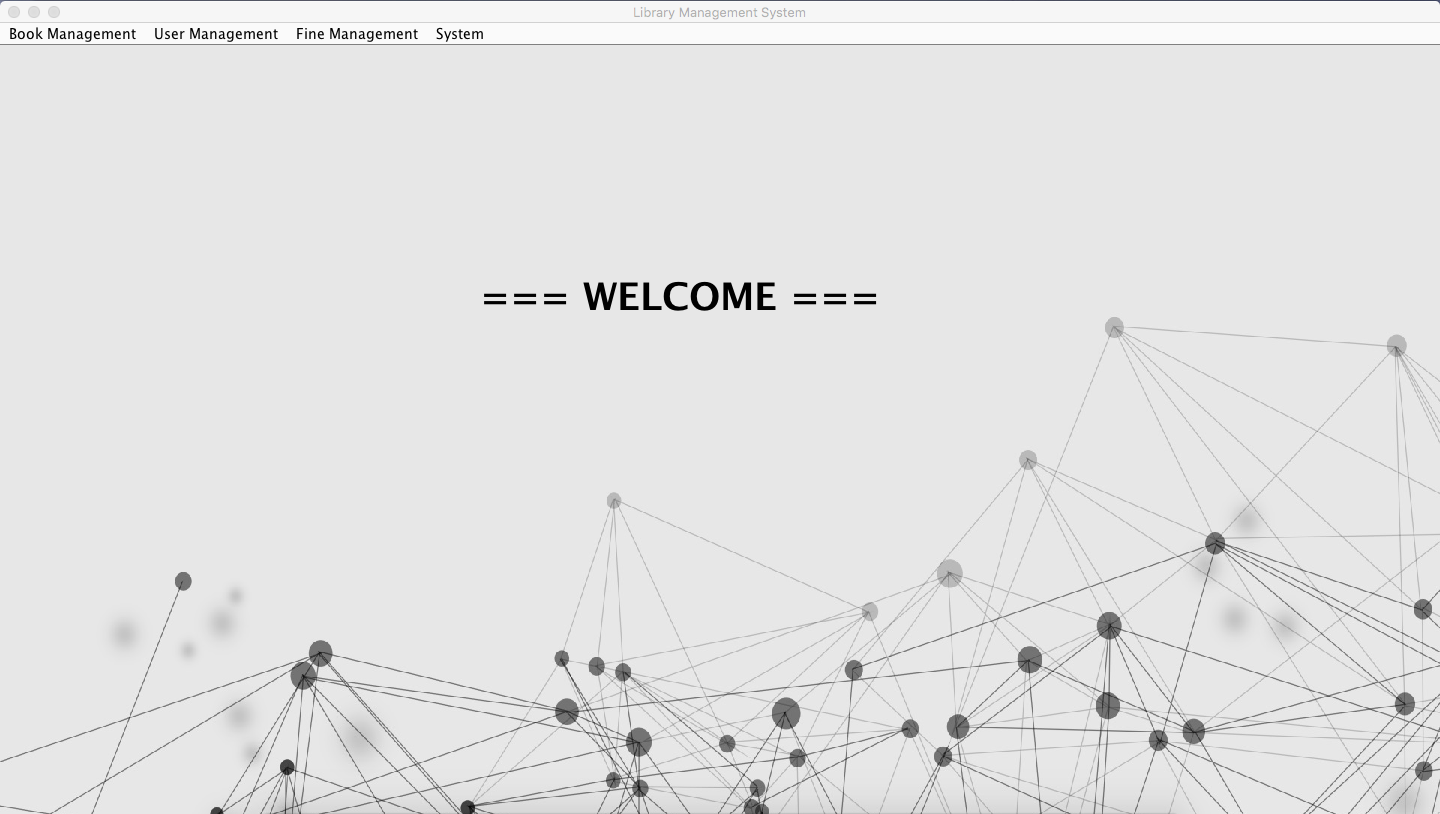 Library Management System
Book Management User Management Fine Management System
=== WELCOME ===